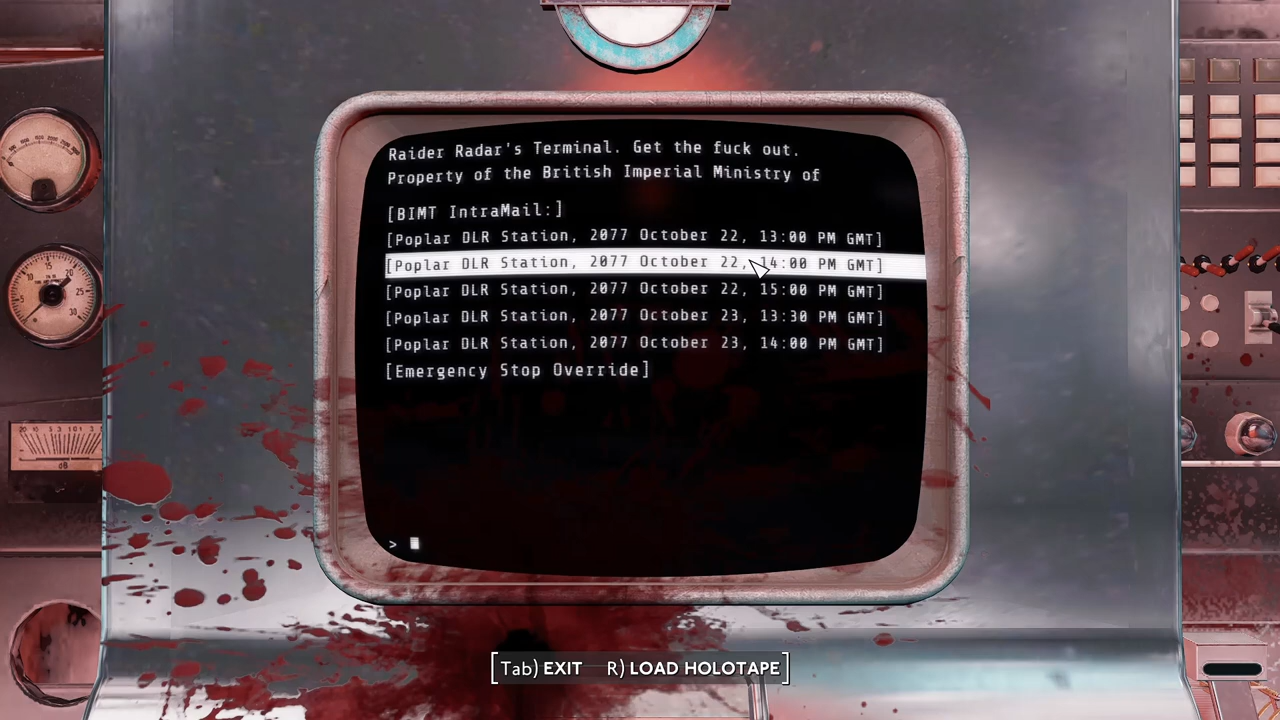 Raider Radar's Terminal. Get the fuck out.
Property of the British Imperial Ministry of
[BIMT IntraMail:]
[Poplar DLR Station, 2077 October 22, 13:00 PM GMT]
[Poplar DLR Station, 2077 October 22, 14:00 PM GMT]
[Poplar DLR Station, 2077 October 22, 15:00 PM GMT]
[Poplar DLR Station, 2077 October 23, 13:30 PM GMT]
[Poplar DLR Station, 2077 October 23, 14:00 PM GMT]
[Emergency Stop Override]
>
[Tab) EXIT R) LOAD HOLOTAPE]